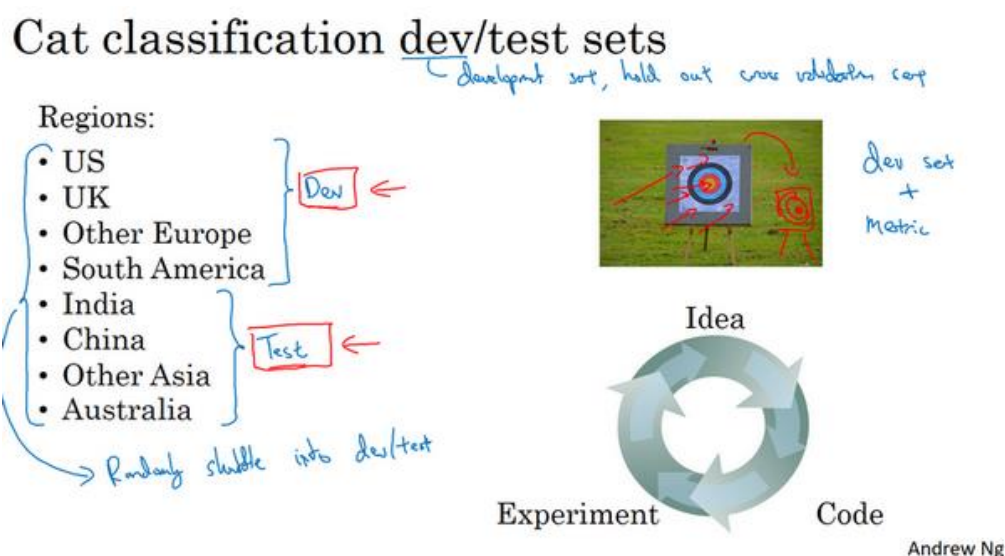 Cat classification dev/test sets
development set, hold out cross validation
Regions:
• US
• UK
• Other Europe
• South America
• India
• China
• Other Asia
• Australia
Dev
Test
Randomly shuffle into dev/test
dev set
+
metric
Idea
Code
Experiment
Andrew Ng